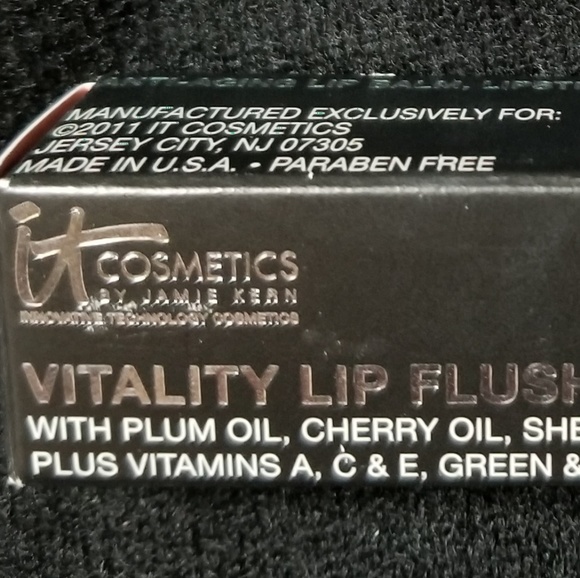 ANTI-AGING LIP BALM, LIPST
MANUFACTURED EXCLUSIVELY FOR:
©2011 IT COSMETICS
JERSEY CITY, NJ 07305
MADE IN U.S.A. • PARABEN FREE
it COSMETICS
BY JAMIE KERN
INNOVATIVE TECHNOLOGY COSMETICS
VITALITY LIP FLUSH
WITH PLUM OIL, CHERRY OIL, SHE
PLUS VITAMINS A, C & E, GREEN &